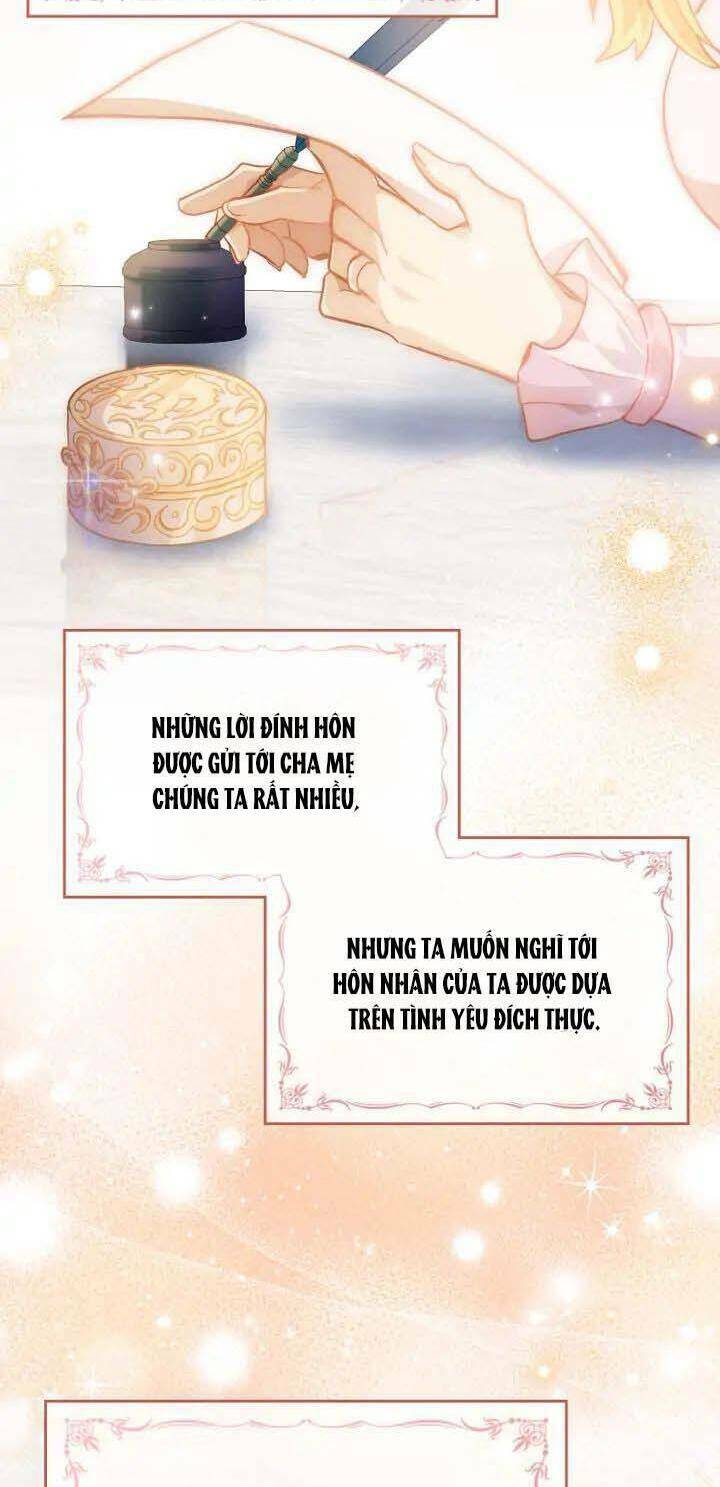 NHỮNG LỜI ĐÍNH HÔN
ĐƯỢC GỬI TỚI CHA MẸ
CHÚNG TA RẤT NHIỀU,
NHƯNG TA MUỐN NGHĨ TỚI
HÔN NHÂN CỦA TA ĐƯỢC DỰA
TRÊN TÌNH YÊU ĐÍCH THỰC.